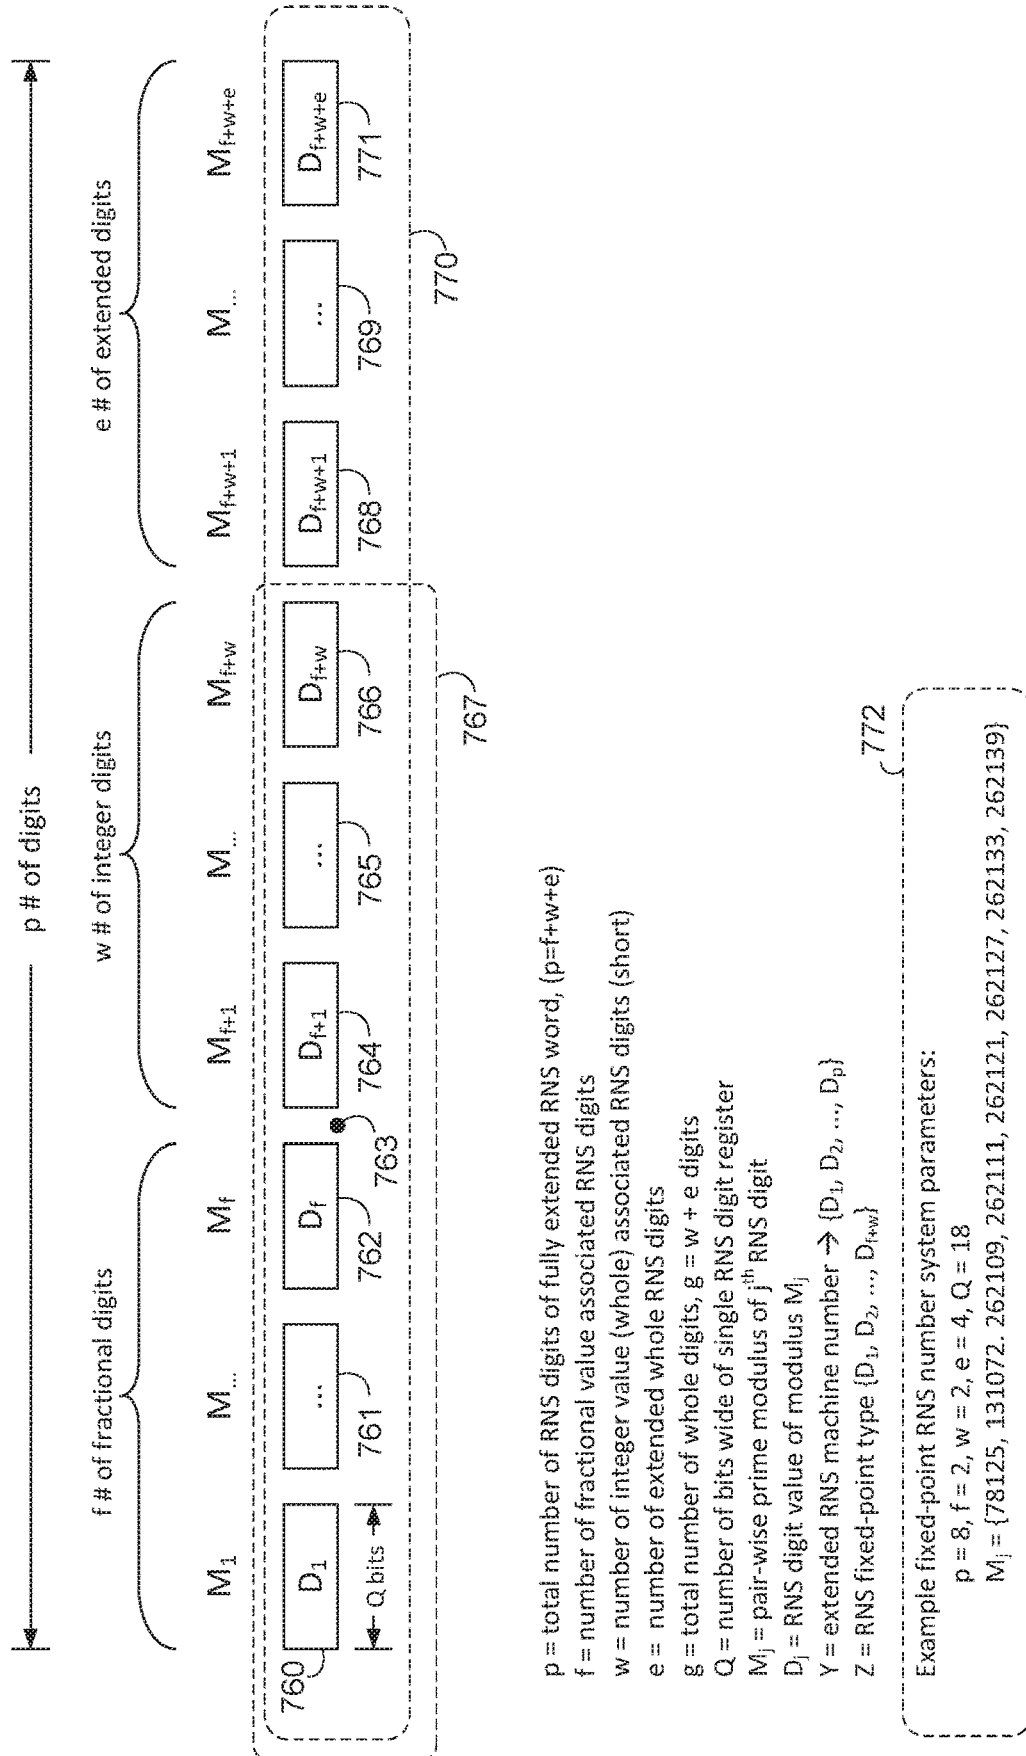 p # of digits
f # of fractional digits w # of integer digits e # of extended digits
M1 M... Mf Mf+1 M... Mf+w Mf+w+1 M... Mf+w+e
D1 ... Df Df+1 ... Df+w Df+w+1 ... Df+w+e
760 761 762 763 764 765 766 768 769 771
Q bits
767 770
p = total number of RNS digits of fully extended RNS word, (p=f+w+e)
f = number of fractional value associated RNS digits
w = number of integer value (whole) associated RNS digits (short)
e = number of extended whole RNS digits
g = total number of whole digits, g = w + e digits
Q = number of bits wide of single RNS digit register
Mj = pair-wise prime modulus of jth RNS digit
Dj = RNS digit value of modulus Mj
Y = extended RNS machine number → {D1, D2, ..., Dp}
Z = RNS fixed-point type {D1, D2, ..., Df+w}
772
Example fixed-point RNS number system parameters:
p = 8, f = 2, w = 2, e = 4, Q = 18
Mj = {78125, 131072. 262109, 262111, 262121, 262127, 262133, 262139}